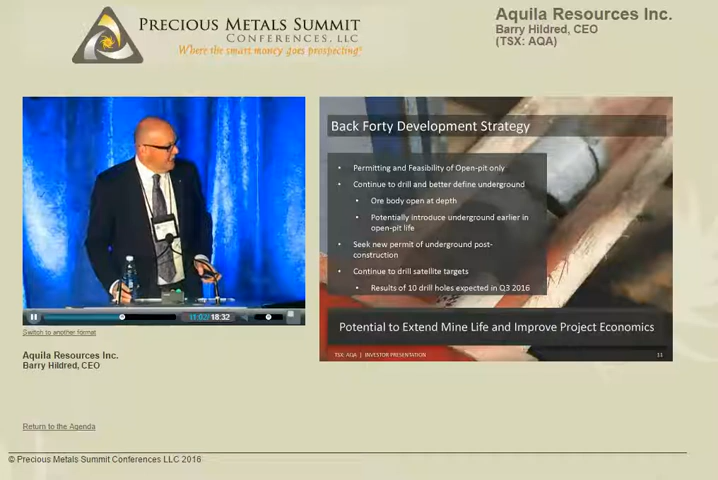 PRECIOUS METALS SUMMIT
CONFERENCES, LLC
Where the smart money goes prospecting®
Aquila Resources Inc.
Barry Hildred, CEO
(TSX: AQA)
Back Forty Development Strategy
• Permitting and Feasibility of Open-pit only
• Continue to drill and better define underground
• Ore body open at depth
• Potentially introduce underground earlier in
open-pit life
• Seek new permit of underground post-
construction
• Continue to drill satellite targets
• Results of 10 drill holes expected in Q3 2016
Potential to Extend Mine Life and Improve Project Economics
TSX: AQA | INVESTOR PRESENTATION
11
11:02/ 18:32
Switch to another format
Aquila Resources Inc.
Barry Hildred, CEO
Return to the Agenda
© Precious Metals Summit Conferences LLC 2016